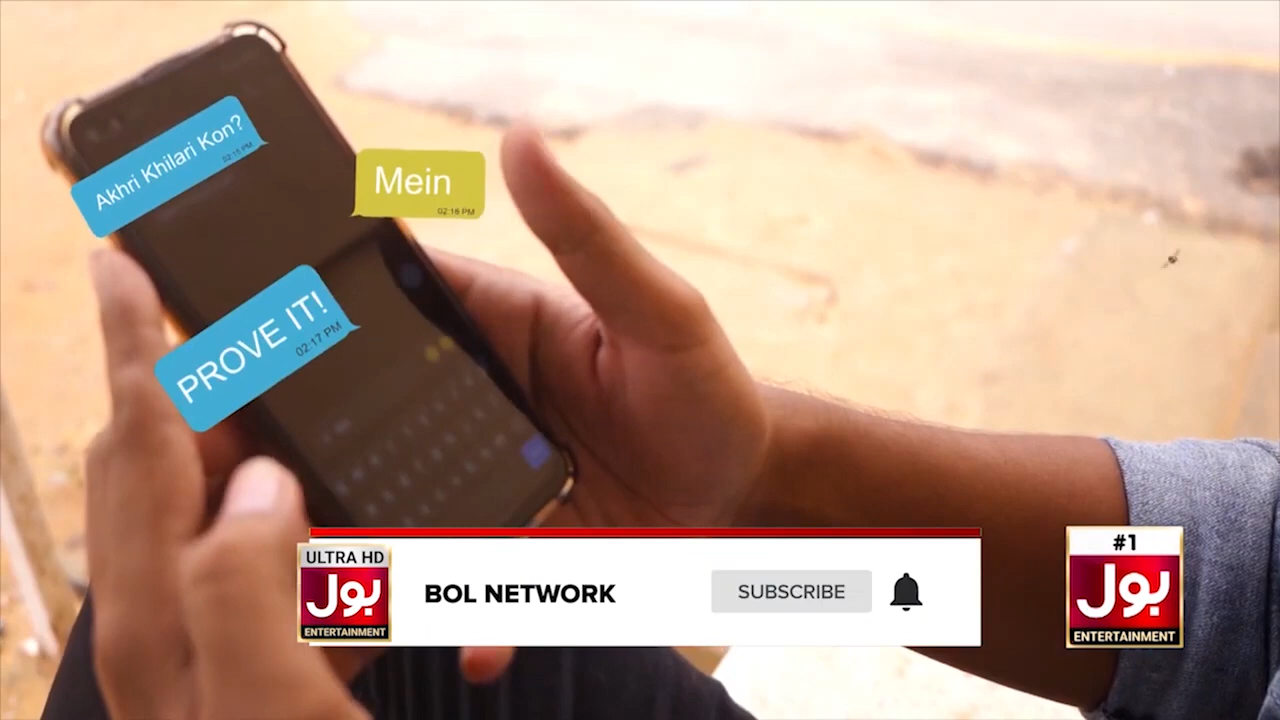 Akhri Khilari Kon?
02:15 PM
Mein
02:16 PM
PROVE IT!
02:17 PM
ULTRA HD
بول
ENTERTAINMENT
BOL NETWORK
SUBSCRIBE
#1
بول
ENTERTAINMENT